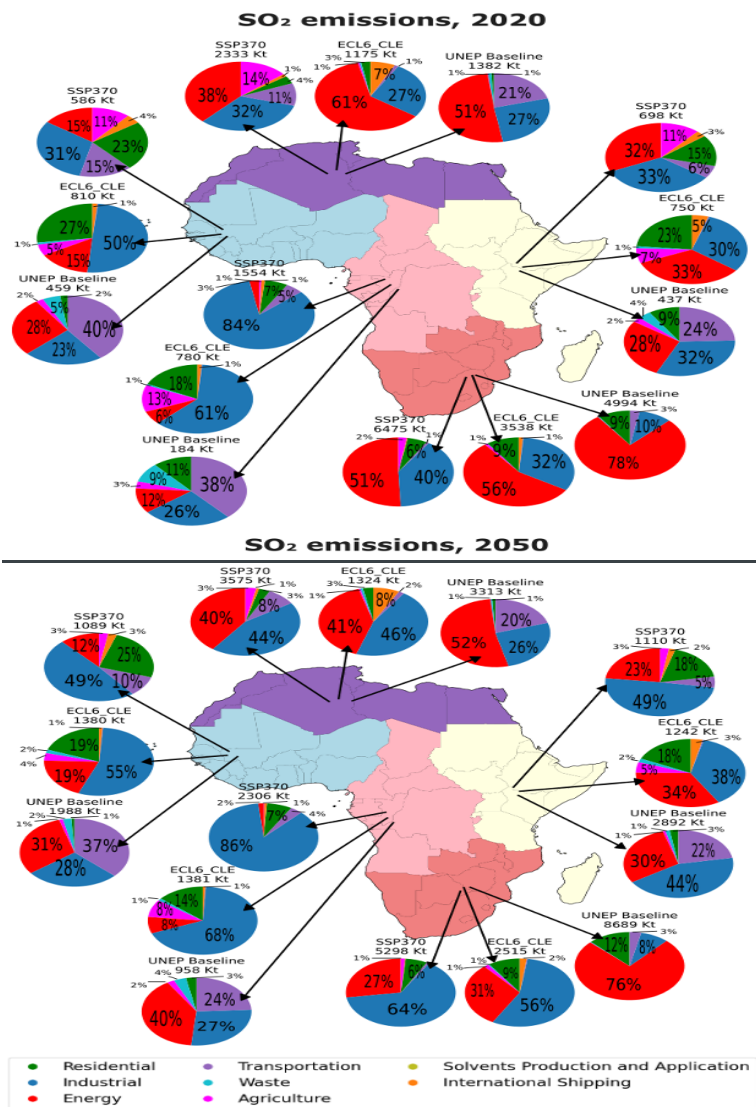 SO₂ emissions, 2020
SSP370
2333 Kt
3%
1%
4%
14%
11%
32%
38%
ECL6_CLE
1175 Kt
1%
7%
27%
61%
UNEP Baseline
1382 Kt
1%
1%
21%
27%
51%
SSP370
586 Kt
11%
4%
23%
15%
31%
15%
SSP370
698 Kt
11%
3%
15%
6%
33%
32%
ECL6_CLE
810 Kt
1%
50%
15%
5%
1%
27%
ECL6_CLE
750 Kt
5%
30%
33%
7%
1%
23%
UNEP Baseline
459 Kt
2%
5%
2%
40%
23%
28%
SSP370
1554 Kt
3%
1%
7%
5%
84%
UNEP Baseline
437 Kt
4%
9%
24%
32%
28%
2%
ECL6_CLE
780 Kt
1%
18%
13%
6%
61%
1%
UNEP Baseline
4994 Kt
9%
3%
10%
78%
SSP370
6475 Kt
2%
1%
6%
40%
51%
ECL6_CLE
3538 Kt
1%
1%
9%
32%
56%
UNEP Baseline
184 Kt
11%
9%
3%
12%
26%
38%
SO₂ emissions, 2050
SSP370
3575 Kt
3%
1%
8%
3%
44%
40%
ECL6_CLE
1324 Kt
1%
8%
2%
46%
41%
UNEP Baseline
3313 Kt
1%
1%
20%
26%
52%
SSP370
1089 Kt
3%
3%
12%
25%
10%
49%
SSP370
1110 Kt
3%
2%
18%
5%
49%
23%
ECL6_CLE
1380 Kt
1%
19%
2%
4%
19%
55%
ECL6_CLE
1242 Kt
3%
18%
2%
5%
34%
38%
UNEP Baseline
1988 Kt
1%
2%
1%
37%
28%
31%
SSP370
2306 Kt
2%
1%
7%
4%
86%
UNEP Baseline
2892 Kt
1%
3%
22%
44%
30%
1%
ECL6_CLE
1381 Kt
1%
14%
1%
8%
8%
68%
UNEP Baseline
8689 Kt
12%
3%
8%
76%
SSP370
5298 Kt
1%
1%
6%
27%
64%
ECL6_CLE
2515 Kt
1%
2%
9%
31%
56%
UNEP Baseline
958 Kt
4%
3%
2%
24%
27%
40%
Residential
Industrial
Energy
Transportation
Waste
Agriculture
Solvents Production and Application
International Shipping